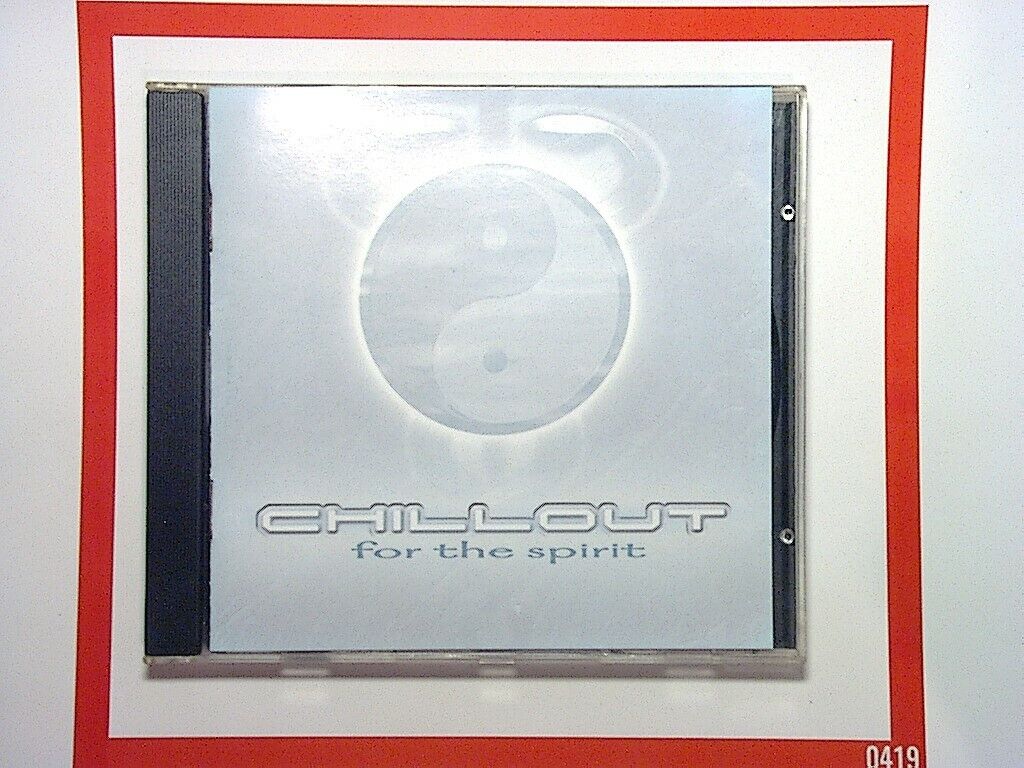 CHILLOUT
for the spirit
0419